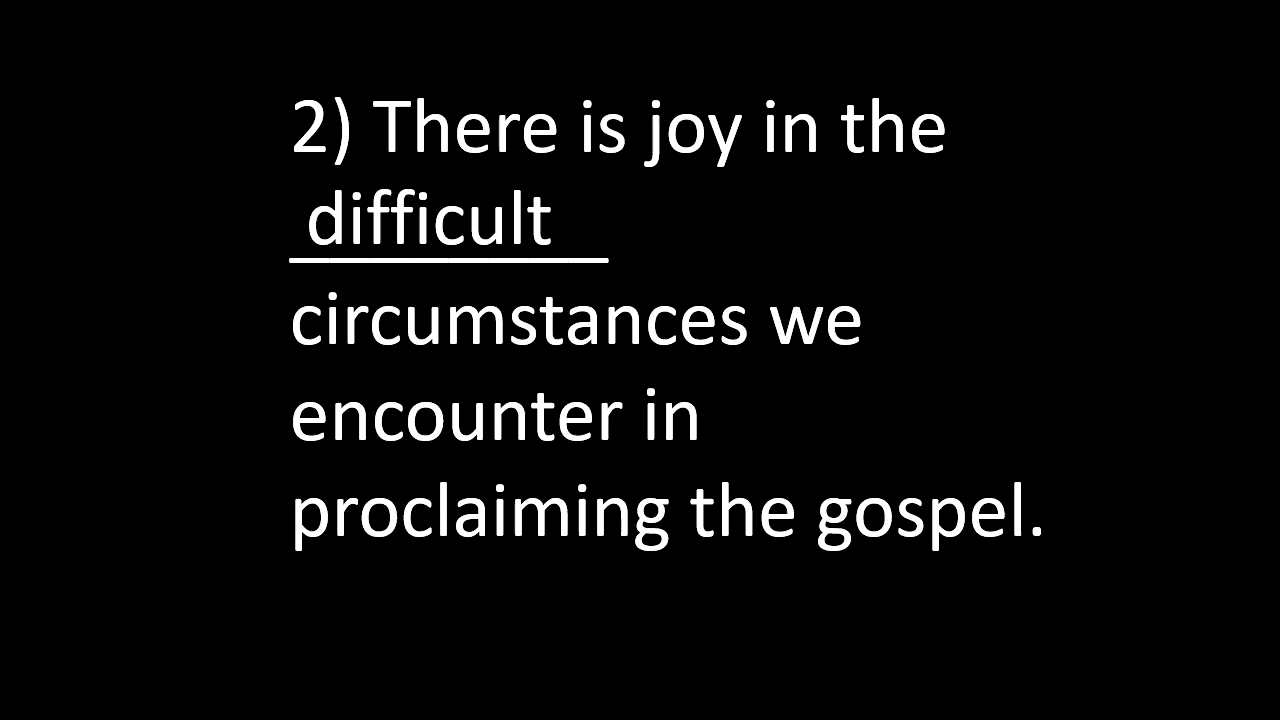 2) There is joy in the
difficult
circumstances we
encounter in
proclaiming the gospel.